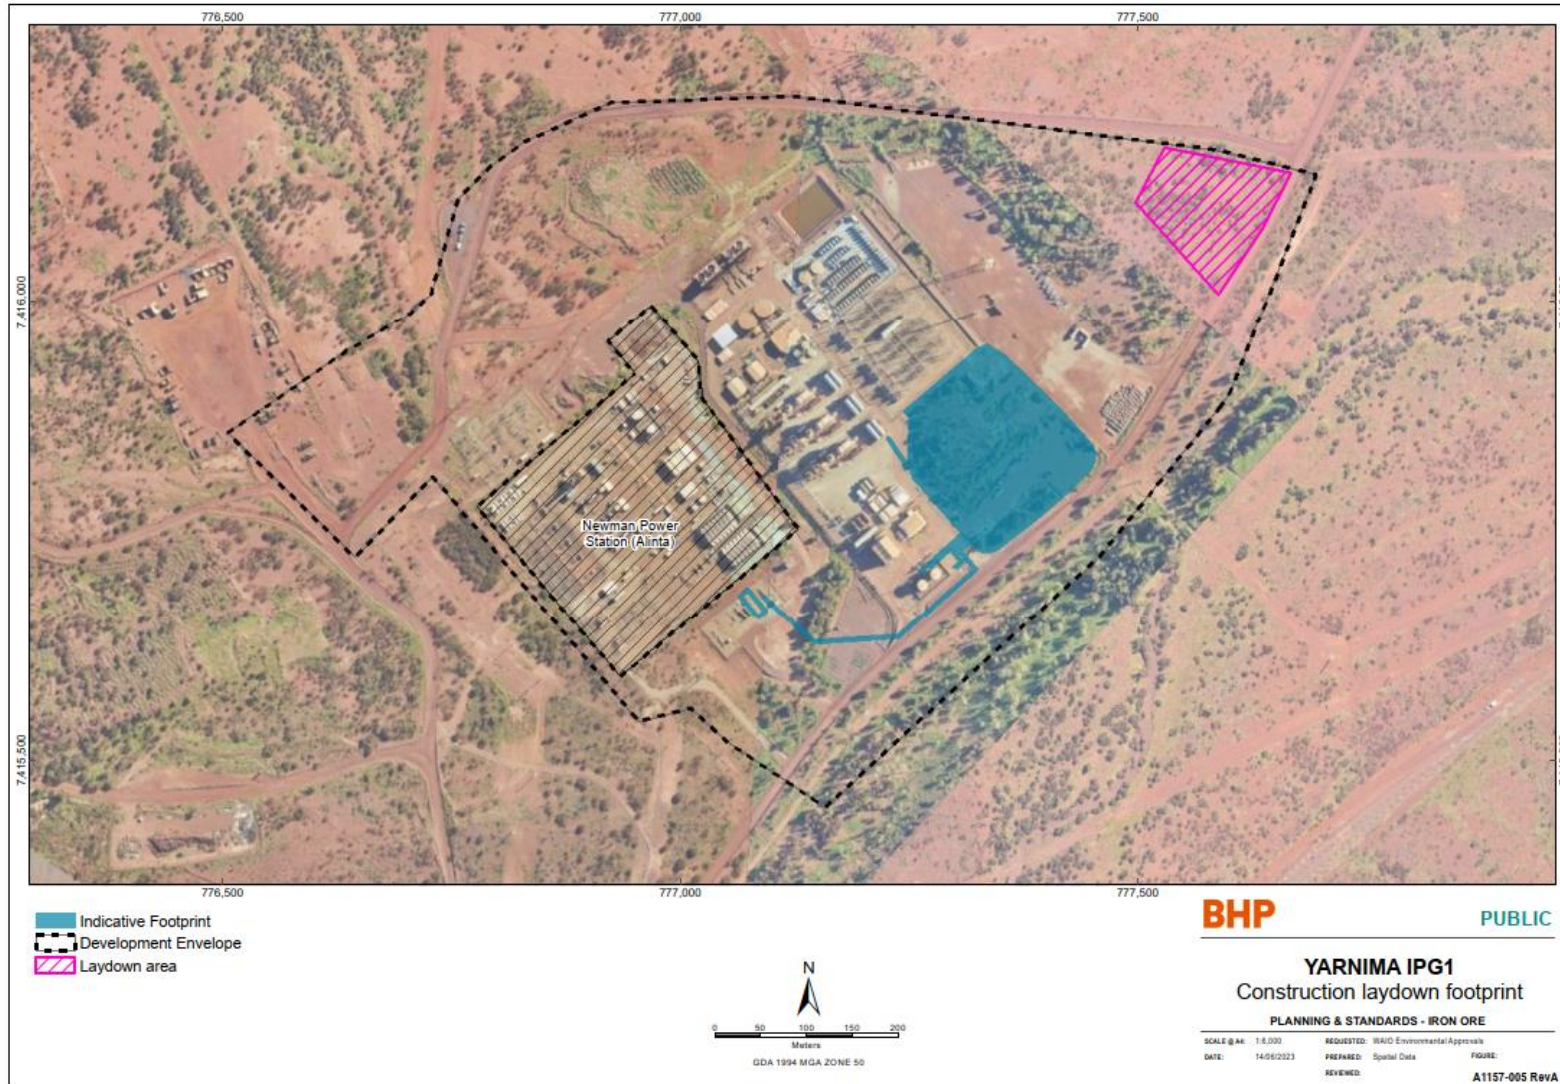 776,500 777,000 777,500
7,416,000
7,415,500
Newman Power
Station (Alinta)
776,500 777,000 777,500
Indicative Footprint
Development Envelope
Laydown area
N
0 50 100 150 200
Meters
GDA 1994 MGA ZONE 50
BHP PUBLIC
YARNIMA IPG1
Construction laydown footprint
PLANNING & STANDARDS - IRON ORE
SCALE @ A4: 1:6,000 REQUESTED: WAIO Environmental Approvals
DATE: 14/06/2023 PREPARED: Spatial Data FIGURE:
REVIEWED: A1157-005 RevA